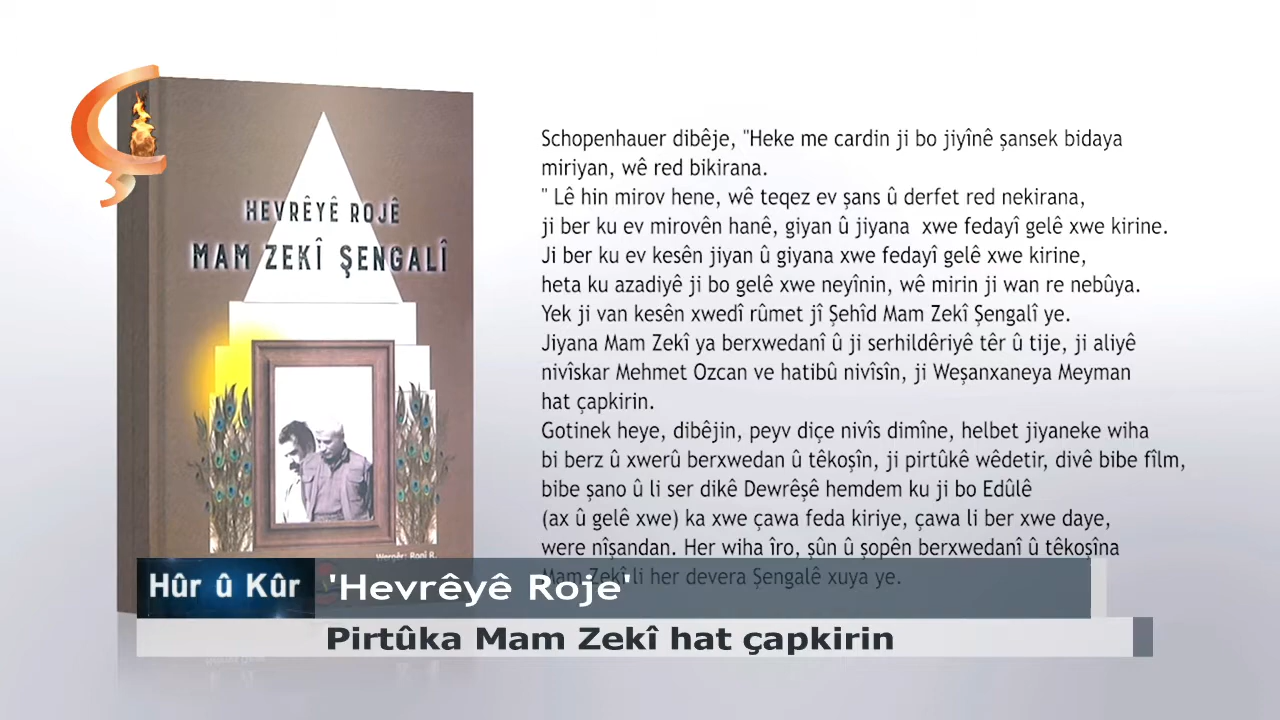 HEVRÊYÊ ROJÊ
MAM ZEKÎ ŞENGALÎ
Wergêr: Ronî R.
Schopenhauer dibêje, "Heke me cardin ji bo jiyînê şansek bidaya
miriyan, wê red bikirana.
" Lê hin mirov hene, wê teqez ev şans û derfet red nekirana,
ji ber ku ev mirovên hanê, giyan û jiyana xwe fedayî gelê xwe kirine.
Ji ber ku ev kesên jiyan û giyana xwe fedayî gelê xwe kirine,
heta ku azadiyê ji bo gelê xwe neyînin, wê mirin ji wan re nebûya.
Yek ji van kesên xwedî rûmet jî Şehîd Mam Zekî Şengalî ye.
Jiyana Mam Zekî ya berxwedanî û ji serhildêriyê têr û tije, ji aliyê
nivîskar Mehmet Ozcan ve hatibû nivîsîn, ji Weşanxaneya Meyman
hat çapkirin.
Gotinek heye, dibêjin, peyv diçe nivîs dimîne, helbet jiyaneke wiha
bi berz û xwerû berxwedan û têkoşîn, ji pirtûkê wêdetir, divê bibe fîlm,
bibe şano û li ser dikê Dewrêşê hemdem ku ji bo Edûlê
(ax û gelê xwe) ka xwe çawa feda kiriye, çawa li ber xwe daye,
were nîşandan. Her wiha îro, şûn û şopên berxwedanî û têkoşîna
Mam Zekî li her devera Şengalê xuya ye.
Hûr û Kûr
'Hevrêyê Roje'
Pirtûka Mam Zekî hat çapkirin